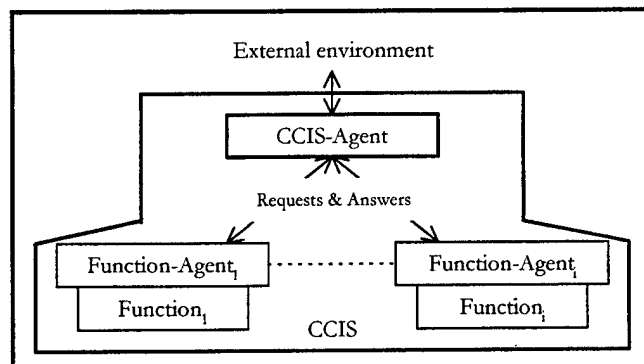 External environment
CCIS-Agent
Requests & Answers
Function-Agent₁ Function-Agentᵢ
Function₁ Functionᵢ
CCIS